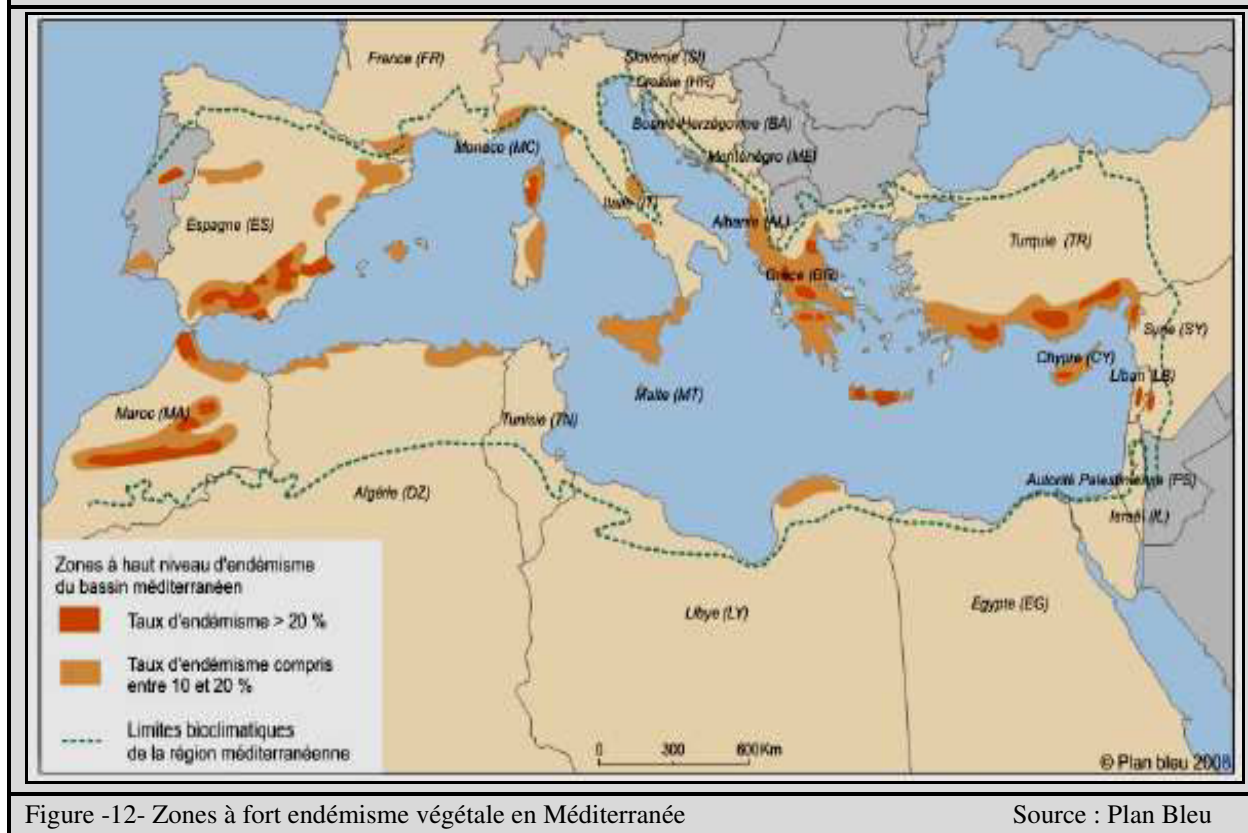 France (FR)
Slovénie (SI)
Croatie (HR)
Bosnie-Herzégovine (BA)
Monaco (MC)
Monténégro (ME)
Italie (IT)
Albanie (AL)
Espagne (ES)
Turquie (TR)
Grèce (GR)
Syrie (SY)
Chypre (CY)
Liban (LB)
Malte (MT)
Maroc (MA)
Tunisie (TN)
Autorité Palestinienne (PS)
Algérie (DZ)
Israël (IL)
Libye (LY)
Egypte (EG)
Zones à haut niveau d'endémisme
du bassin méditerranéen
Taux d'endémisme > 20 %
Taux d'endémisme compris
entre 10 et 20 %
Limites bioclimatiques
de la région méditerranéenne
0 300 600Km
© Plan bleu 2008
Figure -12- Zones à fort endémisme végétale en Méditerranée Source : Plan Bleu